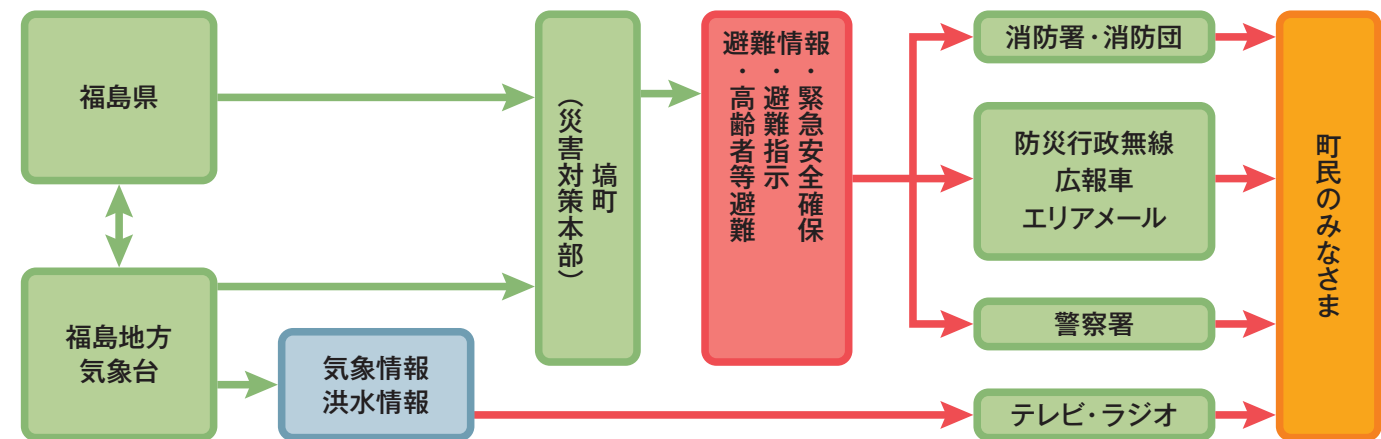 福島県
福島地方
気象台
気象情報
洪水情報
塙町
（災害対策本部）
避難情報
・緊急安全確保
・避難指示
・高齢者等避難
消防署・消防団
防災行政無線
広報車
エリアメール
警察署
テレビ・ラジオ
町民のみなさま